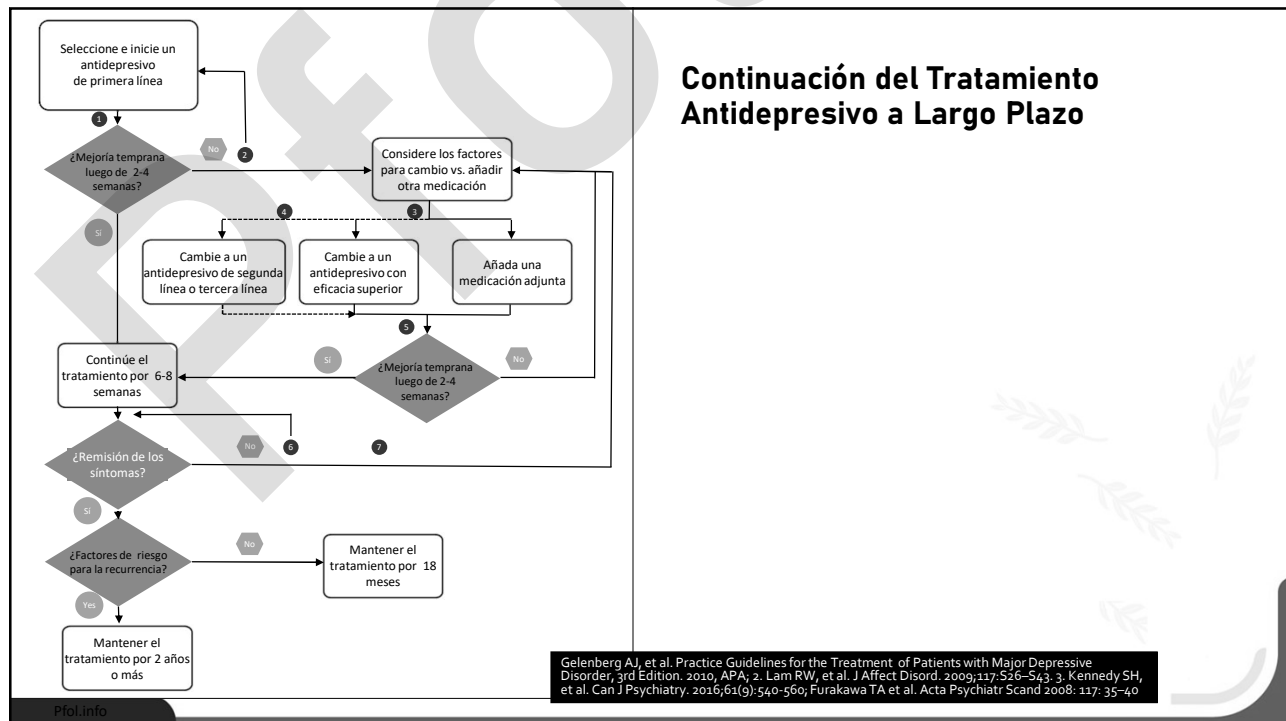 Continuación del Tratamiento
Antidepresivo a Largo Plazo
Seleccione e inicie un
antidepresivo
de primera línea
1
¿Mejoría temprana
luego de 2-4
semanas?
No
2
Considere los factores
para cambio vs. añadir
otra medicación
Sí
4
3
Cambie a un
antidepresivo de segunda
línea o tercera línea
Cambie a un
antidepresivo con
eficacia superior
Añada una
medicación adjunta
5
¿Mejoría temprana
luego de 2-4
semanas?
Sí
No
Continúe el
tratamiento por 6-8
semanas
¿Remisión de los
síntomas?
No
6
7
Sí
¿Factores de riesgo
para la recurrencia?
No
Mantener el
tratamiento por 18
meses
Yes
Mantener el
tratamiento por 2 años
o más
Gelenberg AJ, et al. Practice Guidelines for the Treatment of Patients with Major Depressive
Disorder, 3rd Edition. 2010, APA; 2. Lam RW, et al. J Affect Disord. 2009;117:S26–S43. 3. Kennedy SH,
et al. Can J Psychiatry. 2016;61(9):540-560; Furakawa TA et al. Acta Psychiatr Scand 2008: 117: 35–40
Pfol.info